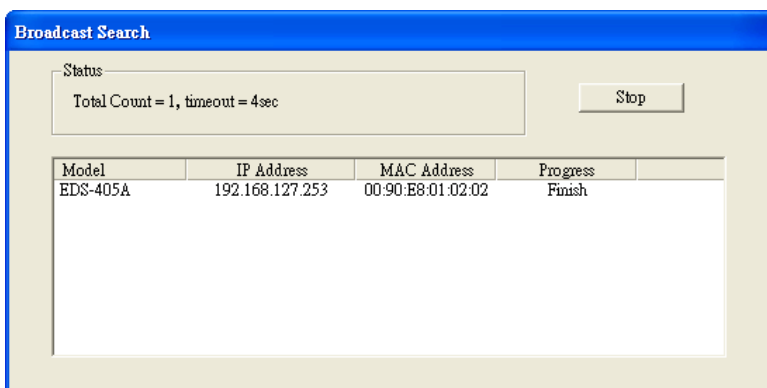 Broadcast Search
Status
Total Count = 1, timeout = 4sec
Stop
Model IP Address MAC Address Progress
EDS-405A 192.168.127.253 00:90:E8:01:02:02 Finish